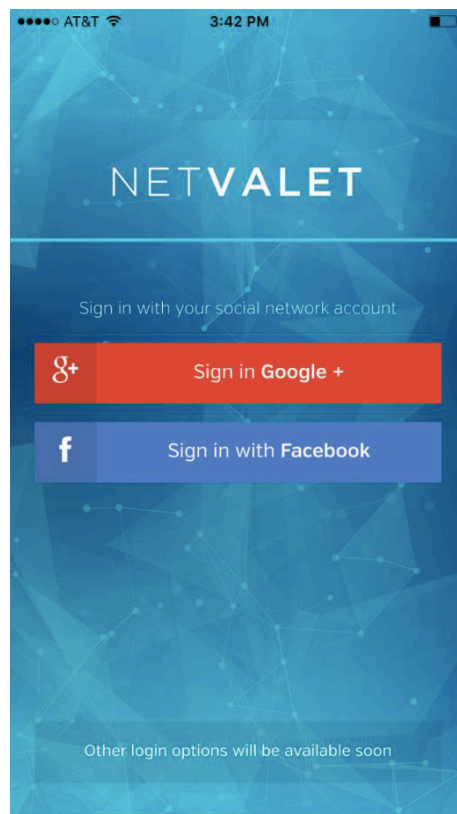 AT&T 3:42 PM
NETVALET
Sign in with your social network account
g+ Sign in Google +
f Sign in with Facebook
Other login options will be available soon